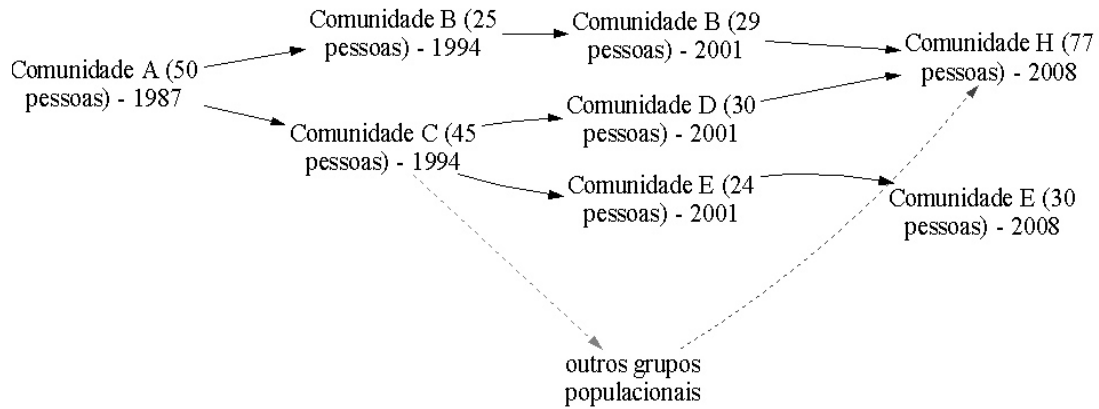 Comunidade A (50
pessoas) - 1987
Comunidade B (25
pessoas) - 1994
Comunidade C (45
pessoas) - 1994
Comunidade B (29
pessoas) - 2001
Comunidade D (30
pessoas) - 2001
Comunidade E (24
pessoas) - 2001
Comunidade H (77
pessoas) - 2008
Comunidade E (30
pessoas) - 2008
outros grupos
populacionais